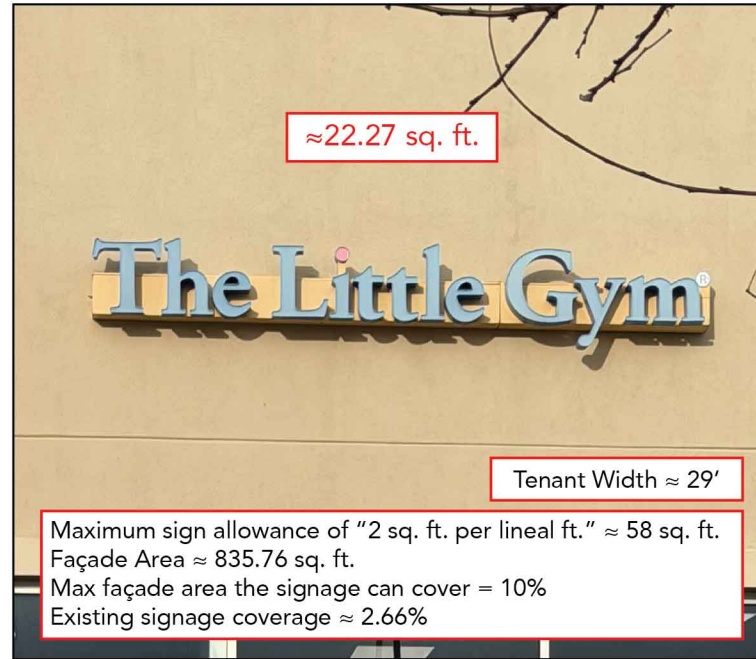 ≈22.27 sq. ft.
The Little Gym®
Tenant Width ≈ 29’
Maximum sign allowance of “2 sq. ft. per lineal ft.” ≈ 58 sq. ft.
Façade Area ≈ 835.76 sq. ft.
Max façade area the signage can cover = 10%
Existing signage coverage ≈ 2.66%